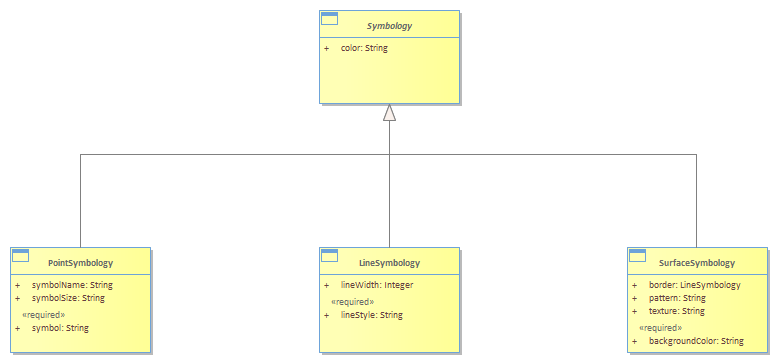 Symbology
+ color: String
PointSymbology
+ symbolName: String
+ symbolSize: String
«required»
+ symbol: String
LineSymbology
+ lineWidth: Integer
«required»
+ lineStyle: String
SurfaceSymbology
+ border: LineSymbology
+ pattern: String
+ texture: String
«required»
+ backgroundColor: String